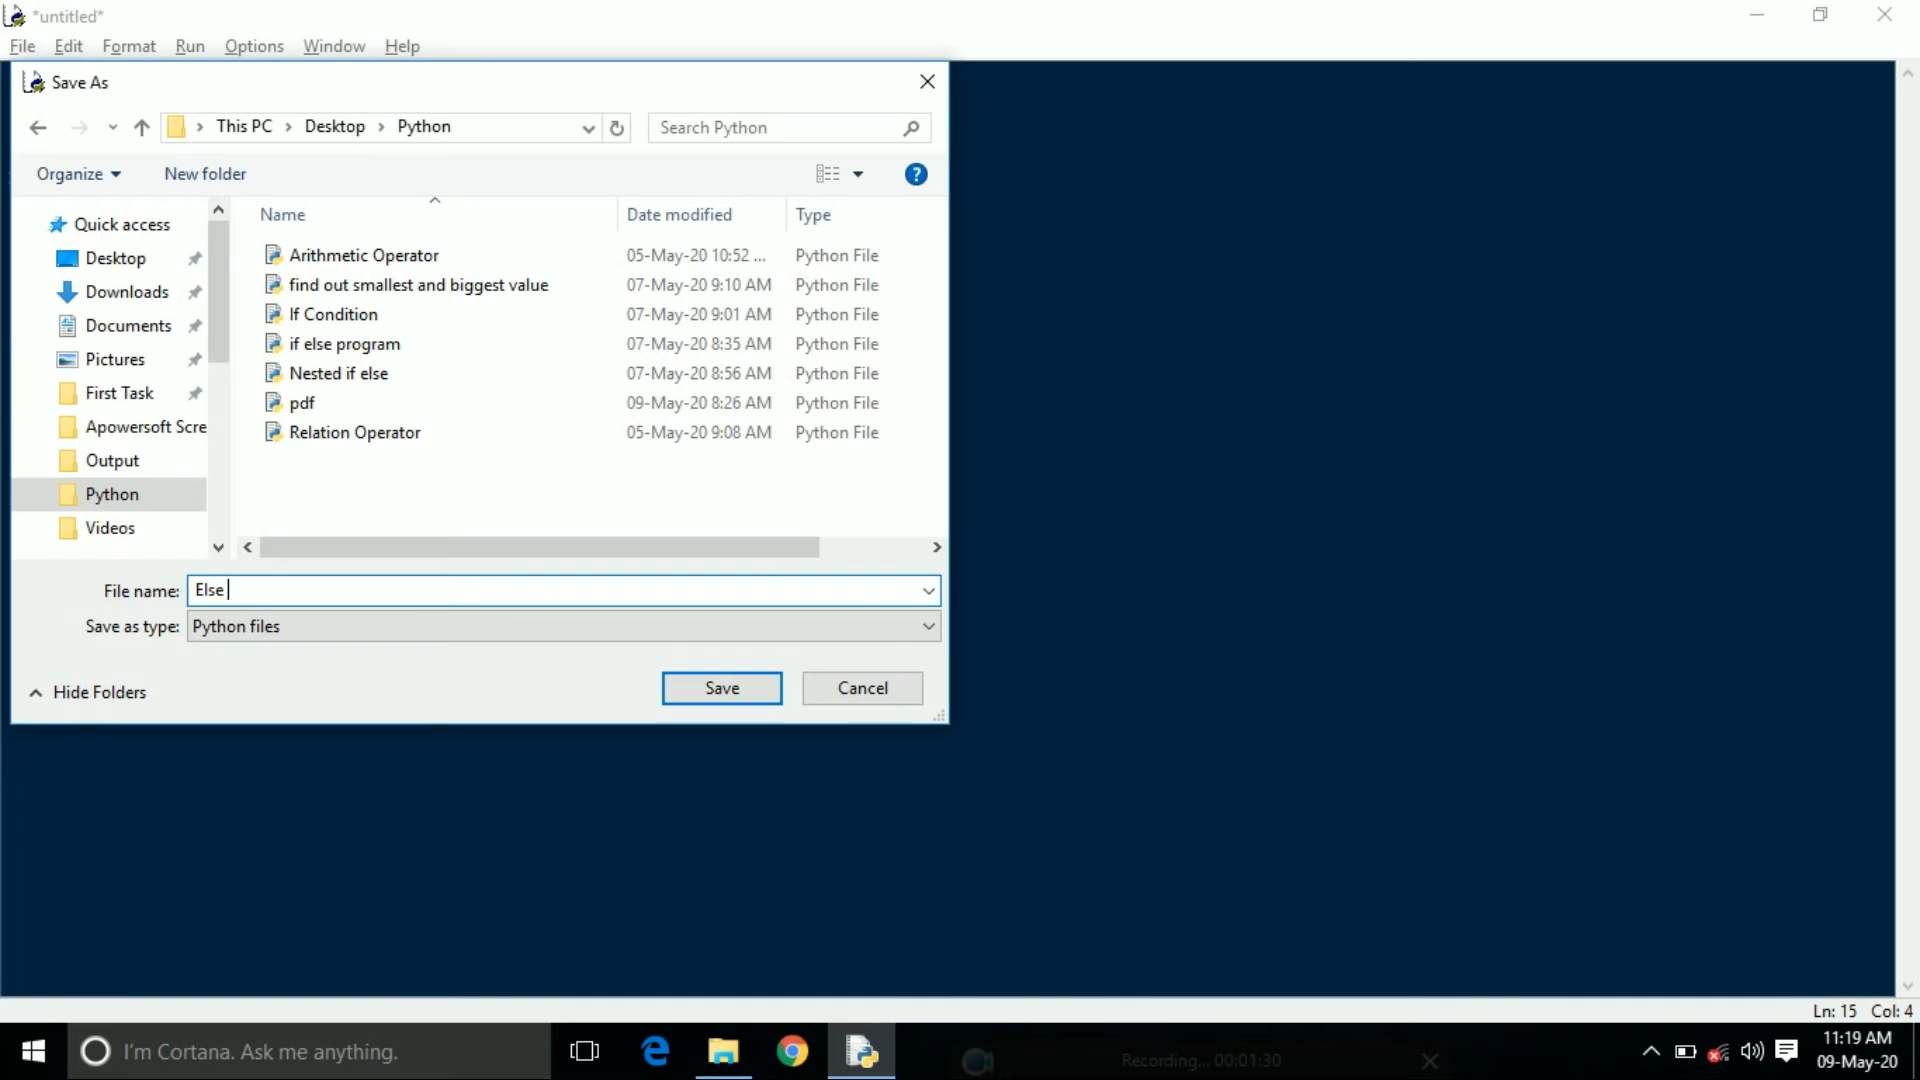 *untitled*
File Edit Format Run Options Window Help
Save As
This PC > Desktop > Python
Search Python
Organize New folder
?
Name Date modified Type
Quick access
Desktop
Downloads
Documents
Pictures
First Task
Apowersoft Scre
Output
Python
Videos
Arithmetic Operator 05-May-20 10:52 ... Python File
find out smallest and biggest value 07-May-20 9:10 AM Python File
If Condition 07-May-20 9:01 AM Python File
if else program 07-May-20 8:35 AM Python File
Nested if else 07-May-20 8:56 AM Python File
pdf 09-May-20 8:26 AM Python File
Relation Operator 05-May-20 9:08 AM Python File
File name: Else
Save as type: Python files
Hide Folders
Save Cancel
Ln: 15 Col: 4
I'm Cortana. Ask me anything.
Recording... 00:01:30
11:19 AM
09-May-20